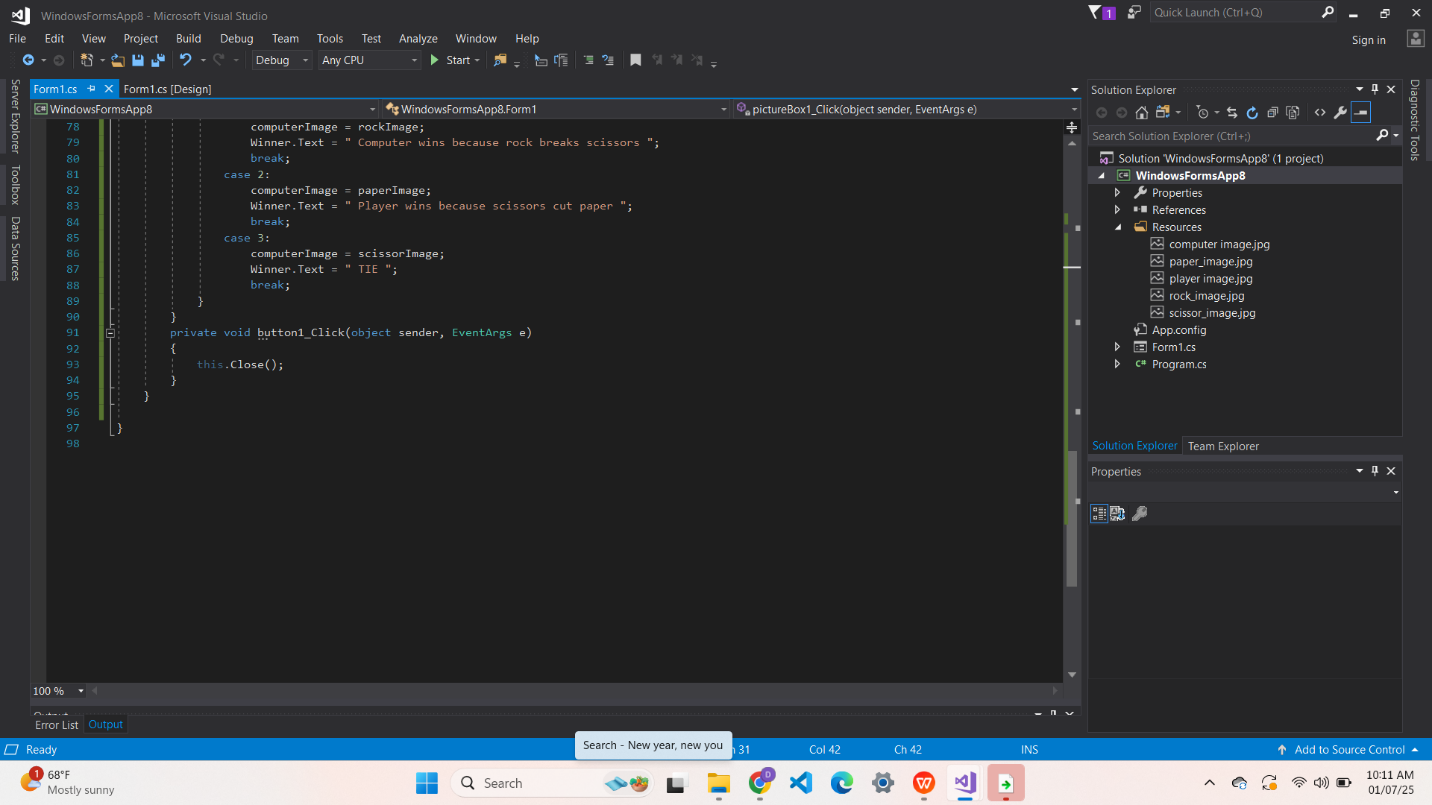 WindowsFormsApp8 - Microsoft Visual Studio
1
Quick Launch (Ctrl+Q)
File Edit View Project Build Debug Team Tools Test Analyze Window Help
Sign in
Debug Any CPU Start
Server Explorer
Toolbox
Data Sources
Form1.cs Form1.cs [Design]
WindowsFormsApp8 WindowsFormsApp8.Form1 pictureBox1_Click(object sender, EventArgs e)
78 computerImage = rockImage;
79 Winner.Text = " Computer wins because rock breaks scissors ";
80 break;
81 case 2:
82 computerImage = paperImage;
83 Winner.Text = " Player wins because scissors cut paper ";
84 break;
85 case 3:
86 computerImage = scissorImage;
87 Winner.Text = " TIE ";
88 break;
89 }
90 }
91 private void button1_Click(object sender, EventArgs e)
92 {
93 this.Close();
94 }
95 }
96
97 }
98
100 %
Output
Error List Output
Solution Explorer
Search Solution Explorer (Ctrl+;)
Solution 'WindowsFormsApp8' (1 project)
WindowsFormsApp8
Properties
References
Resources
computer image.jpg
paper_image.jpg
player image.jpg
rock_image.jpg
scissor_image.jpg
App.config
Form1.cs
Program.cs
Solution Explorer Team Explorer
Properties
Diagnostic Tools
Ready
Search - New year, new you
31 Col 42 Ch 42 INS Add to Source Control
1
68°F
Mostly sunny
Search
D
10:11 AM
01/07/25